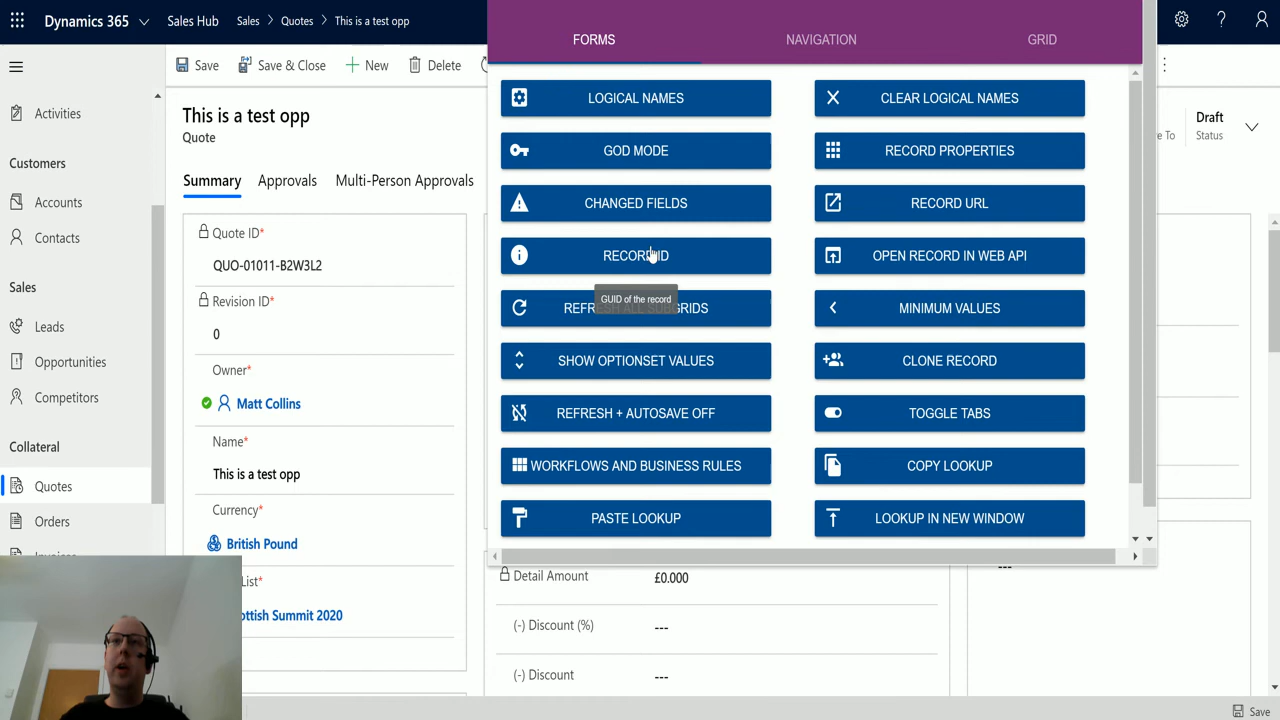 Dynamics 365
Sales Hub
Sales > Quotes > This is a test opp
Save
Save & Close
New
Delete
FORMS
NAVIGATION
GRID
LOGICAL NAMES
CLEAR LOGICAL NAMES
GOD MODE
RECORD PROPERTIES
CHANGED FIELDS
RECORD URL
RECORD ID
OPEN RECORD IN WEB API
GUID of the record
REFRESH ALL SUBGRIDS
MINIMUM VALUES
SHOW OPTIONSET VALUES
CLONE RECORD
REFRESH + AUTOSAVE OFF
TOGGLE TABS
WORKFLOWS AND BUSINESS RULES
COPY LOOKUP
PASTE LOOKUP
LOOKUP IN NEW WINDOW
Activities
Customers
Accounts
Contacts
Sales
Leads
Opportunities
Competitors
Collateral
Quotes
Orders
This is a test opp
Quote
Summary
Approvals
Multi-Person Approvals
Quote ID*
QUO-01011-B2W3L2
Revision ID*
0
Owner*
Matt Collins
Name*
This is a test opp
Currency*
British Pound
List*
ottish Summit 2020
Detail Amount
£0.000
(-) Discount (%)
---
(-) Discount
---
---
e To
Draft
Status
Save